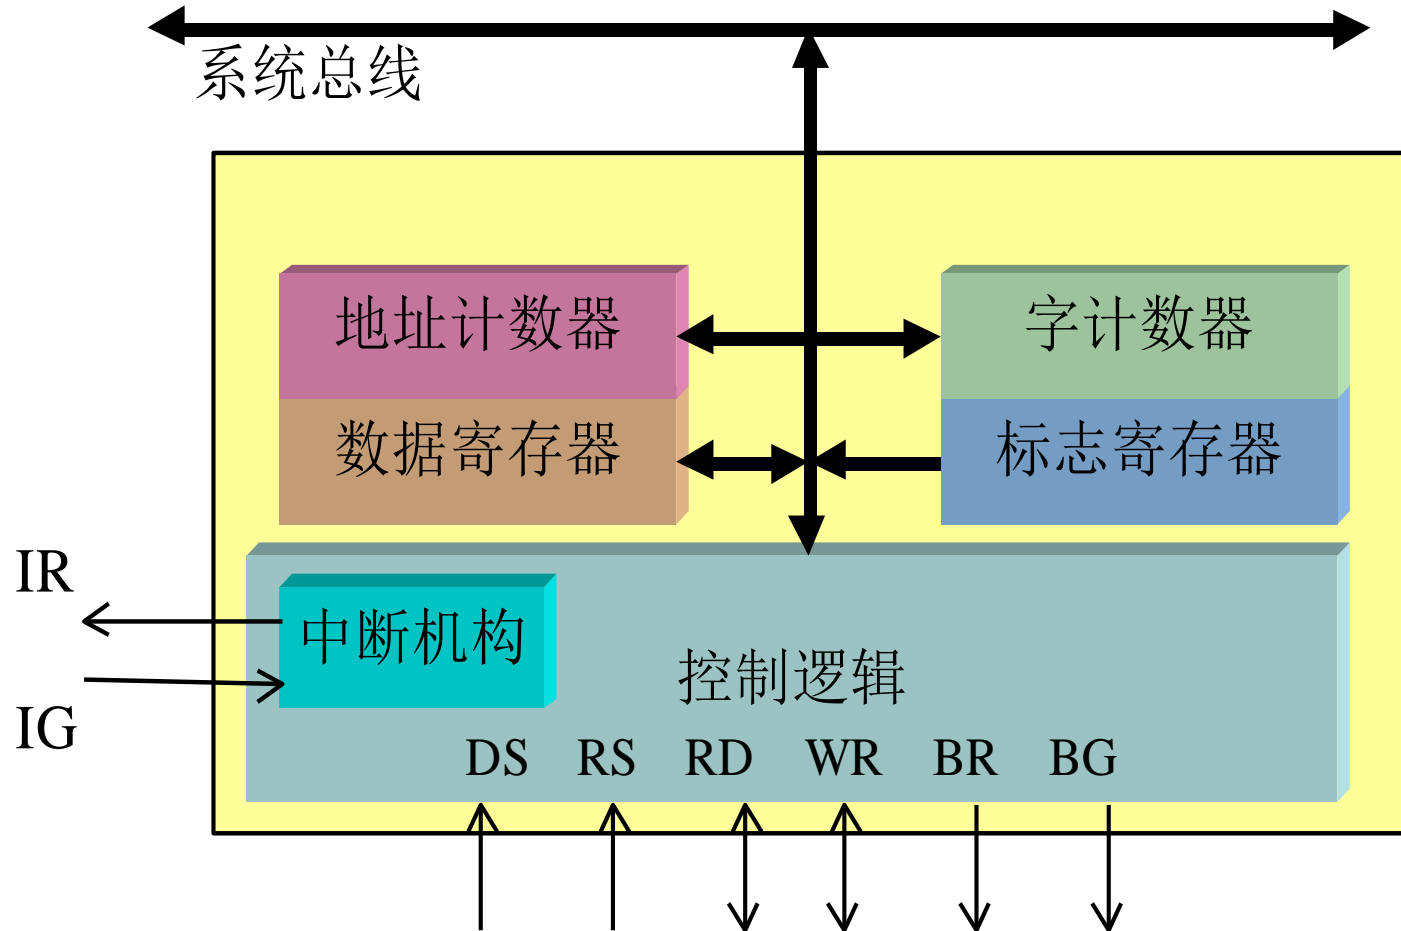 系统总线
地址计数器
字计数器
数据寄存器
标志寄存器
IR
中断机构
控制逻辑
IG
DS RS RD WR BR BG